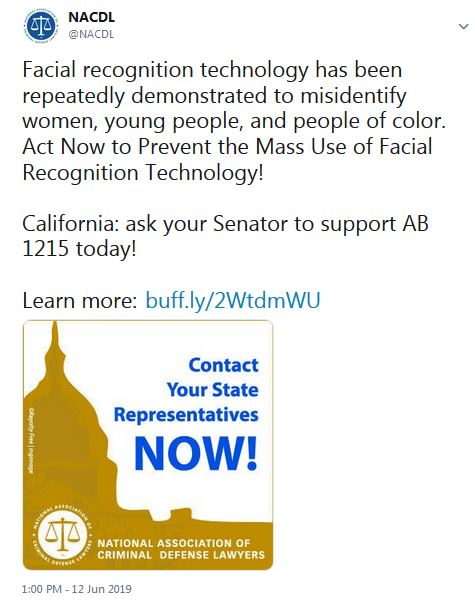 NACDL
@NACDL
Facial recognition technology has been
repeatedly demonstrated to misidentify
women, young people, and people of color.
Act Now to Prevent the Mass Use of Facial
Recognition Technology!
California: ask your Senator to support AB
1215 today!
Learn more: buff.ly/2WtdmWU
Contact
Your State
Representatives
NOW!
NATIONAL ASSOCIATION OF
CRIMINAL DEFENSE LAWYERS
NATIONAL ASSOCIATION OF
CRIMINAL DEFENSE LAWYERS
1:00 PM - 12 Jun 2019